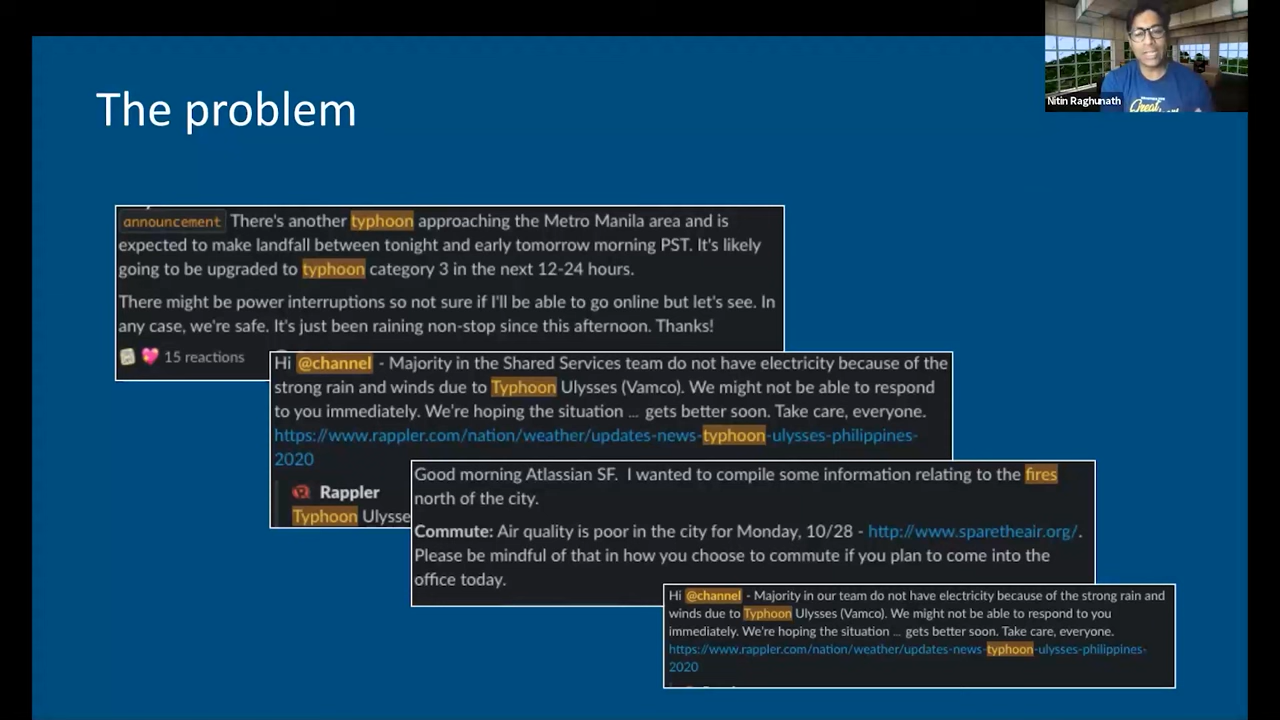 The problem
Nitin Raghunath
Great
announcement There's another typhoon approaching the Metro Manila area and is
expected to make landfall between tonight and early tomorrow morning PST. It's likely
going to be upgraded to typhoon category 3 in the next 12-24 hours.
There might be power interruptions so not sure if I'll be able to go online but let's see. In
any case, we're safe. It's just been raining non-stop since this afternoon. Thanks!
15 reactions
Hi @channel - Majority in the Shared Services team do not have electricity because of the
strong rain and winds due to Typhoon Ulysses (Vamco). We might not be able to respond
to you immediately. We're hoping the situation ... gets better soon. Take care, everyone.
https://www.rappler.com/nation/weather/updates-news-typhoon-ulysses-philippines-
2020
Rappler
Typhoon Ulysse
Good morning Atlassian SF. I wanted to compile some information relating to the fires
north of the city.
Commute: Air quality is poor in the city for Monday, 10/28 - http://www.sparetheair.org/.
Please be mindful of that in how you choose to commute if you plan to come into the
office today.
Hi @channel - Majority in our team do not have electricity because of the strong rain and
winds due to Typhoon Ulysses (Vamco). We might not be able to respond to you
immediately. We're hoping the situation ... gets better soon. Take care, everyone.
https://www.rappler.com/nation/weather/updates-news-typhoon-ulysses-philippines-
2020